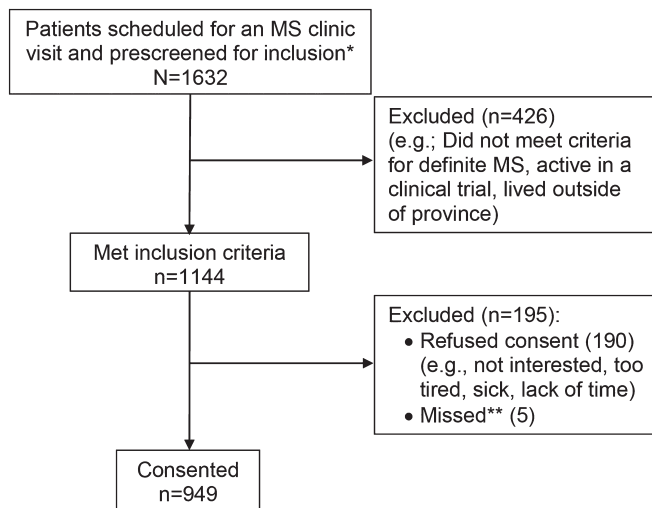 Patients scheduled for an MS clinic
visit and prescreened for inclusion*
N=1632
Excluded (n=426)
(e.g.; Did not meet criteria
for definite MS, active in a
clinical trial, lived outside
of province)
Met inclusion criteria
n=1144
Excluded (n=195):
• Refused consent (190)
(e.g., not interested, too
tired, sick, lack of time)
• Missed** (5)
Consented
n=949